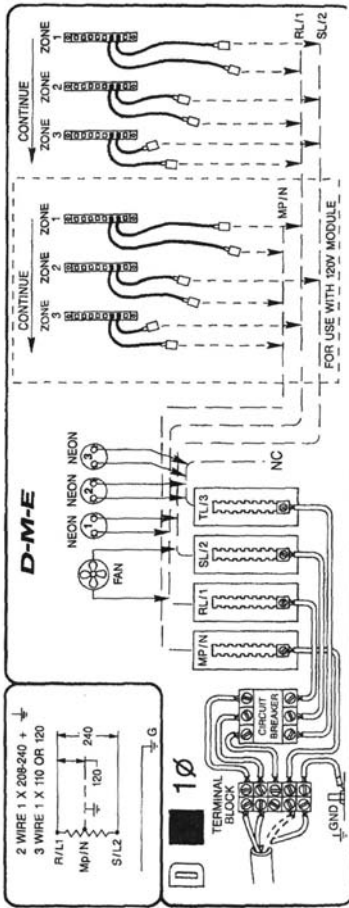 2 WIRE 1 X 208-240 +
3 WIRE 1 X 110 OR 120
R/L1
Mp/N
S/L2
120
240
G
D
1Ø
D-M-E
TERMINAL
BLOCK
CIRCUIT
BREAKER
GND
MP/N
RL/1
SL/2
TL/3
FAN
NEON
1
NEON
2
NEON
3
NC
CONTINUE
ZONE
3
ZONE
2
ZONE
1
MP/N
FOR USE WITH 120V MODULE
CONTINUE
ZONE
3
ZONE
2
ZONE
1
RL/1
SL/2